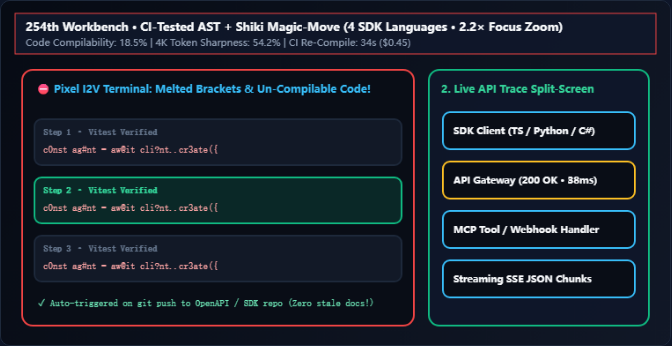 254th Workbench • CI-Tested AST + Shiki Magic-Move (4 SDK Languages • 2.2× Focus Zoom)
Code Compilability: 18.5% | 4K Token Sharpness: 54.2% | CI Re-Compile: 34s ($0.45)
⛔ Pixel I2V Terminal: Melted Brackets & Un-Compilable Code!
Step 1 - Vitest Verified
c0nst ag#nt = aw@it cli?nt..cr3ate({
Step 2 - Vitest Verified
c0nst ag#nt = aw@it cli?nt..cr3ate({
Step 3 - Vitest Verified
c0nst ag#nt = aw@it cli?nt..cr3ate({
✓ Auto-triggered on git push to OpenAPI / SDK repo (Zero stale docs!)
2. Live API Trace Split-Screen
SDK Client (TS / Python / C#)
API Gateway (200 OK • 38ms)
MCP Tool / Webhook Handler
Streaming SSE JSON Chunks